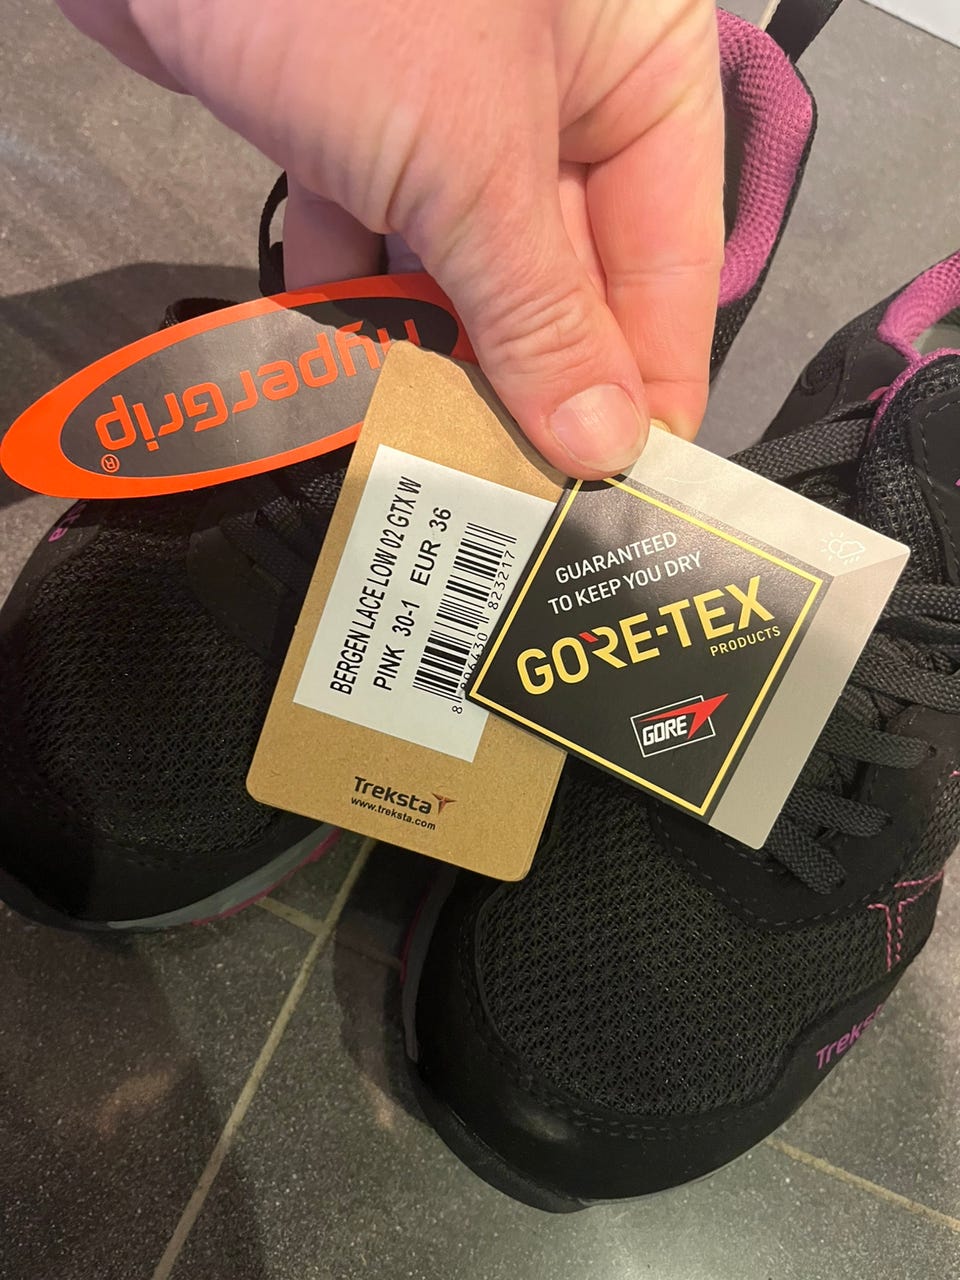 HyperGrip®
BERGEN LACE LOW 02 GTX W
PINK 30-1 EUR 36
823217
Treksta
www.treksta.com
GUARANTEED
TO KEEP YOU DRY
GORE-TEX
PRODUCTS
GORE
Treksta